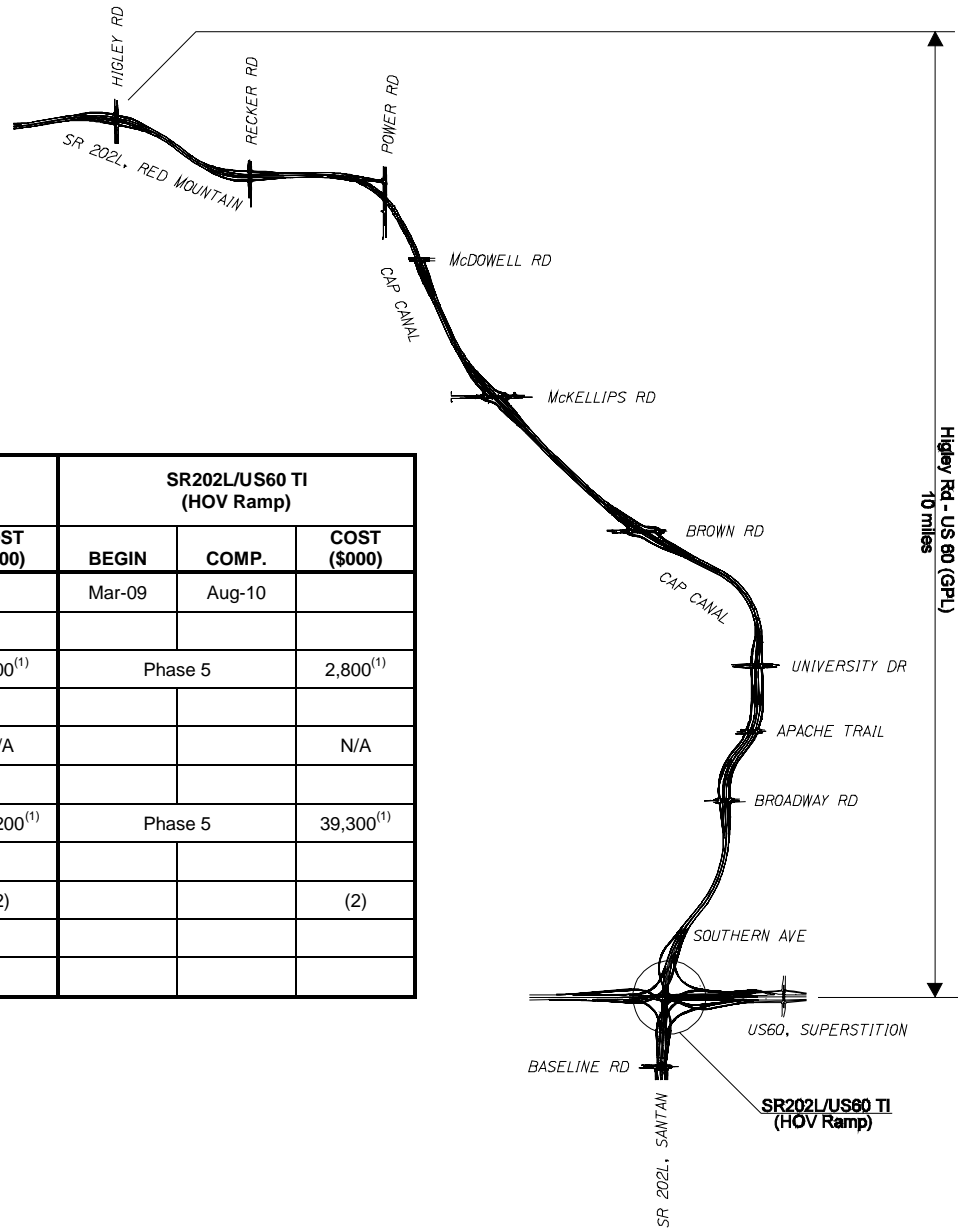 HIGLEY RD
RECKER RD
POWER RD
SR 202L, RED MOUNTAIN
McDOWELL RD
CAP CANAL
McKELLIPS RD
Higley Rd - US 60 (GPL)
10 miles
SR202L/US60 TI
(HOV Ramp)
BEGIN COMP. COST
($000)
Mar-09 Aug-10
Phase 5 2,800(1)
N/A
Phase 5 39,300(1)
(2)
BROWN RD
CAP CANAL
UNIVERSITY DR
APACHE TRAIL
BROADWAY RD
SOUTHERN AVE
US60, SUPERSTITION
BASELINE RD
SR202L/US60 TI
(HOV Ramp)
SR 202L, SANTAN